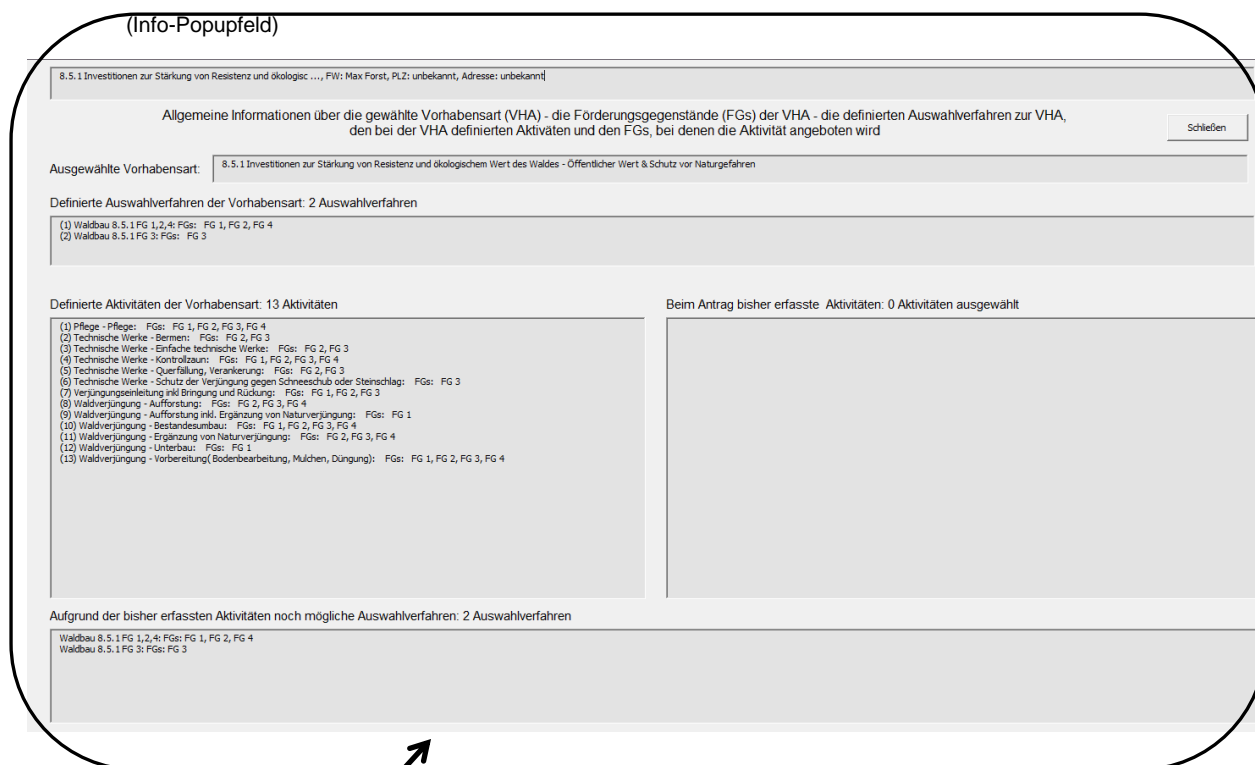 (Info-Popupfeld)
8.5.1 Investitionen zur Stärkung von Resistenz und ökologisc ..., FW: Max Forst, PLZ: unbekannt, Adresse: unbekannt
Allgemeine Informationen über die gewählte Vorhabensart (VHA) - die Förderungsgegenstände (FGs) der VHA - die definierten Auswahlverfahren zur VHA,
den bei der VHA definierten Aktiväten und den FGs, bei denen die Aktivität angeboten wird
Schließen
Ausgewählte Vorhabensart: 8.5.1 Investitionen zur Stärkung von Resistenz und ökologischem Wert des Waldes - Öffentlicher Wert & Schutz vor Naturgefahren
Definierte Auswahlverfahren der Vorhabensart: 2 Auswahlverfahren
(1) Waldbau 8.5.1 FG 1,2,4: FGs: FG 1, FG 2, FG 4
(2) Waldbau 8.5.1 FG 3: FGs: FG 3
Definierte Aktivitäten der Vorhabensart: 13 Aktivitäten
(1) Pflege - Pflege: FGs: FG 1, FG 2, FG 3, FG 4
(2) Technische Werke - Bermen: FGs: FG 2, FG 3
(3) Technische Werke - Einfache technische Werke: FGs: FG 2, FG 3
(4) Technische Werke - Kontrollzaun: FGs: FG 1, FG 2, FG 3, FG 4
(5) Technische Werke - Querfällung, Verankerung: FGs: FG 2, FG 3
(6) Technische Werke - Schutz der Verjüngung gegen Schneeschub oder Steinschlag: FGs: FG 3
(7) Verjüngungseinleitung inkl Bringung und Rückung: FGs: FG 1, FG 2, FG 3
(8) Waldverjüngung - Aufforstung: FGs: FG 2, FG 3, FG 4
(9) Waldverjüngung - Aufforstung inkl. Ergänzung von Naturverjüngung: FGs: FG 1
(10) Waldverjüngung - Bestandesumbau: FGs: FG 1, FG 2, FG 3, FG 4
(11) Waldverjüngung - Ergänzung von Naturverjüngung: FGs: FG 2, FG 3, FG 4
(12) Waldverjüngung - Unterbau: FGs: FG 1
(13) Waldverjüngung - Vorbereitung( Bodenbearbeitung, Mulchen, Düngung): FGs: FG 1, FG 2, FG 3, FG 4
Beim Antrag bisher erfasste Aktivitäten: 0 Aktivitäten ausgewählt
Aufgrund der bisher erfassten Aktivitäten noch mögliche Auswahlverfahren: 2 Auswahlverfahren
Waldbau 8.5.1 FG 1,2,4: FGs: FG 1, FG 2, FG 4
Waldbau 8.5.1 FG 3: FGs: FG 3